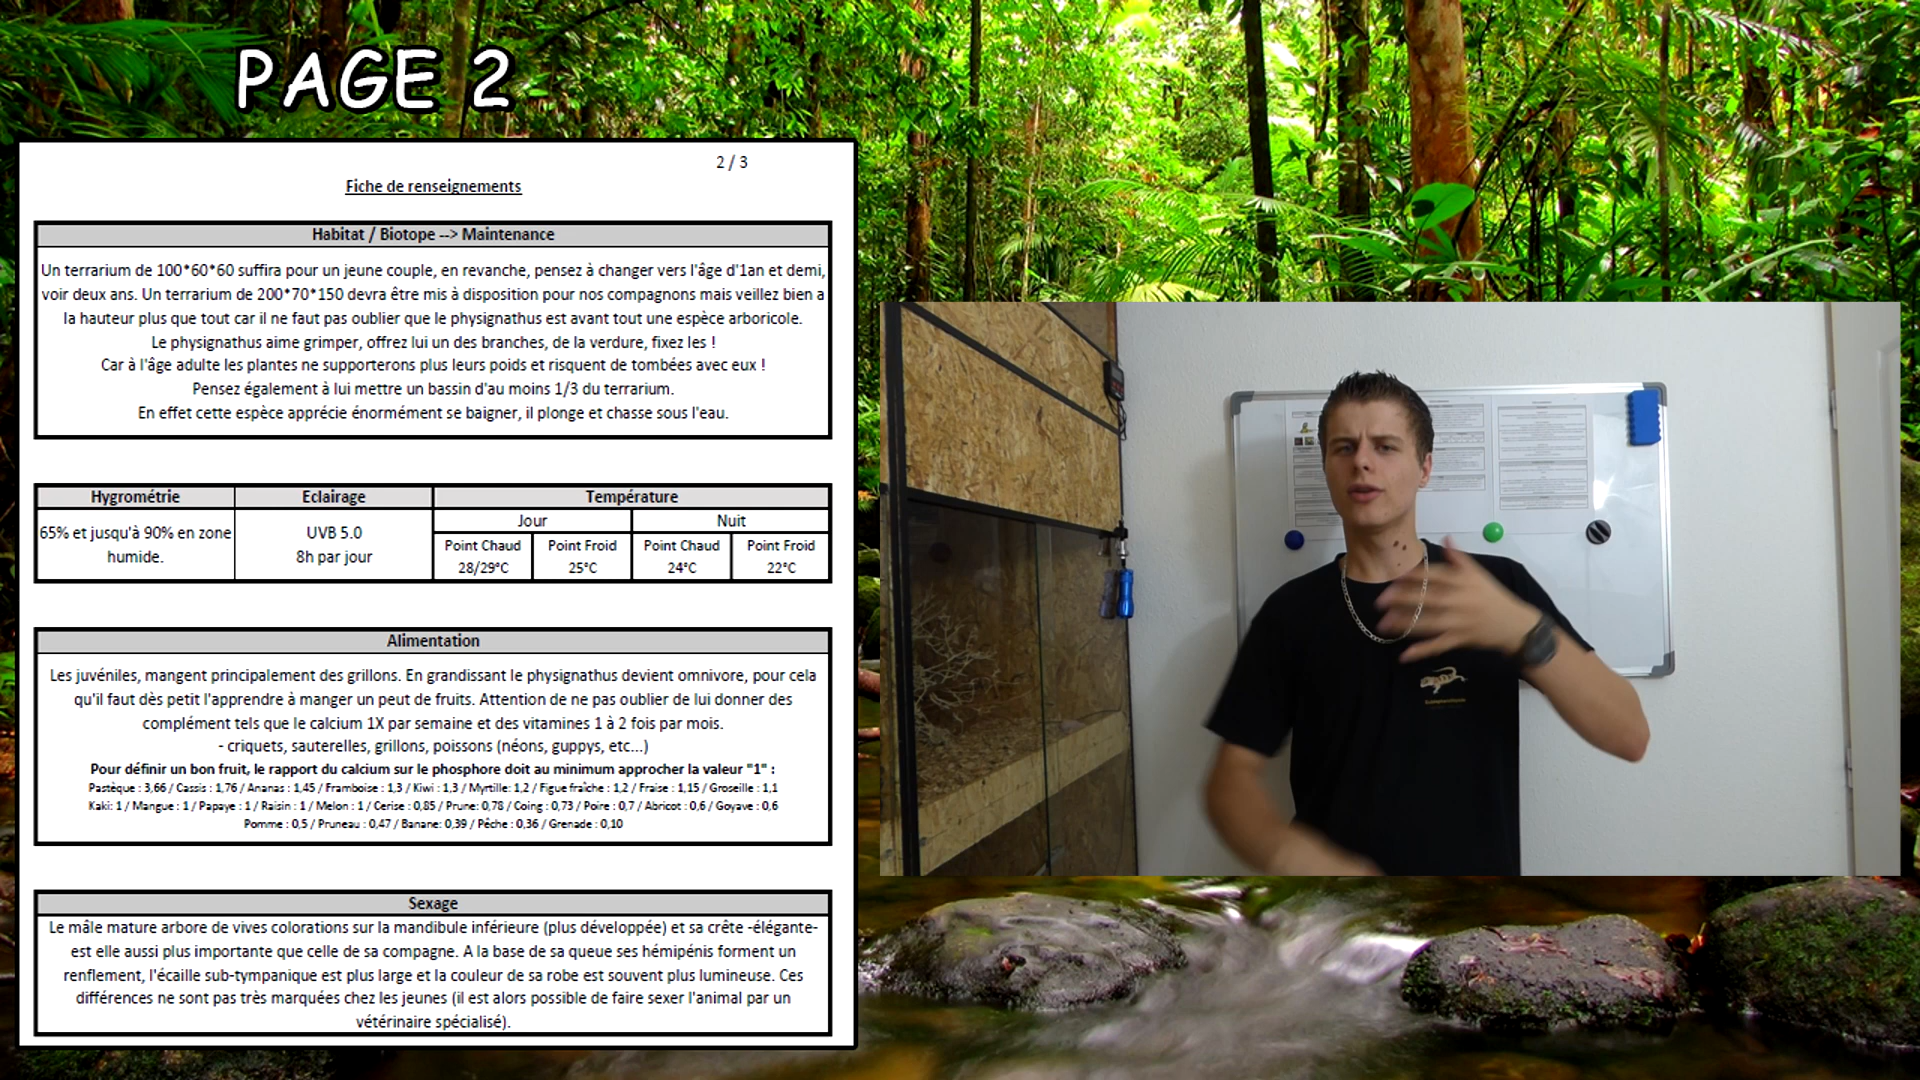 PAGE 2
2 / 3
Fiche de renseignements
Habitat / Biotope --> Maintenance
Un terrarium de 100*60*60 suffira pour un jeune couple, en revanche, pensez à changer vers l'âge d'1an et demi,
voir deux ans. Un terrarium de 200*70*150 devra être mis à disposition pour nos compagnons mais veillez bien a
la hauteur plus que tout car il ne faut pas oublier que le physignathus est avant tout une espèce arboricole.
Le physignathus aime grimper, offrez lui un des branches, de la verdure, fixez les !
Car à l'âge adulte les plantes ne supporterons plus leurs poids et risquent de tombées avec eux !
Pensez également à lui mettre un bassin d'au moins 1/3 du terrarium.
En effet cette espèce apprécie énormément se baigner, il plonge et chasse sous l'eau.
Hygrométrie Eclairage Température
65% et jusqu'à 90% en zone
humide.
UVB 5.0
8h par jour
Jour Nuit
Point Chaud Point Froid Point Chaud Point Froid
28/29°C 25°C 24°C 22°C
Alimentation
Les juvéniles, mangent principalement des grillons. En grandissant le physignathus devient omnivore, pour cela
qu'il faut dès petit l'apprendre à manger un peut de fruits. Attention de ne pas oublier de lui donner des
complément tels que le calcium 1X par semaine et des vitamines 1 à 2 fois par mois.
- criquets, sauterelles, grillons, poissons (néons, guppys, etc...)
Pour définir un bon fruit, le rapport du calcium sur le phosphore doit au minimum approcher la valeur "1" :
Pastèque : 3,66 / Cassis : 1,76 / Ananas : 1,45 / Framboise : 1,3 / Kiwi : 1,3 / Myrtille: 1,2 / Figue fraîche : 1,2 / Fraise : 1,15 / Groseille : 1,1
Kaki: 1 / Mangue : 1 / Papaye : 1 / Raisin : 1 / Melon : 1 / Cerise : 0,85 / Prune: 0,78 / Coing : 0,73 / Poire : 0,7 / Abricot : 0,6 / Goyave : 0,6
Pomme : 0,5 / Pruneau : 0,47 / Banane: 0,39 / Pêche : 0,36 / Grenade : 0,10
Sexage
Le mâle mature arbore de vives colorations sur la mandibule inférieure (plus développée) et sa crête -élégante-
est elle aussi plus importante que celle de sa compagne. A la base de sa queue ses hémipénis forment un
renflement, l'écaille sub-tympanique est plus large et la couleur de sa robe est souvent plus lumineuse. Ces
différences ne sont pas très marquées chez les jeunes (il est alors possible de faire sexer l'animal par un
vétérinaire spécialisé).